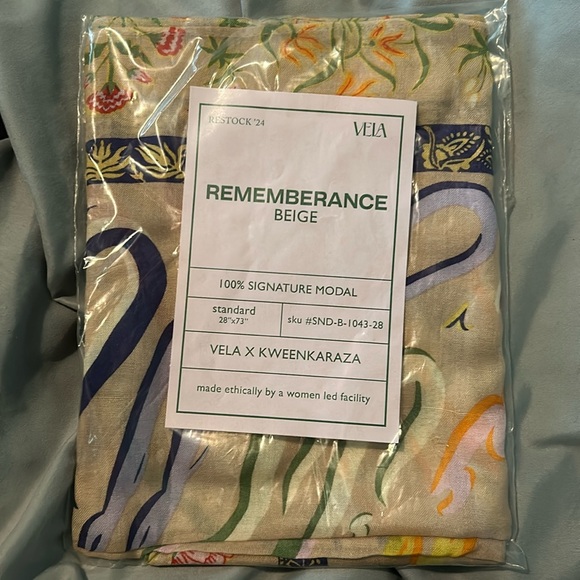 RESTOCK '24
VELA
REMEMBERANCE
BEIGE
100% SIGNATURE MODAL
standard
28"x73"
sku #SND-B-1043-28
VELA X KWEENKARAZA
made ethically by a women led facility